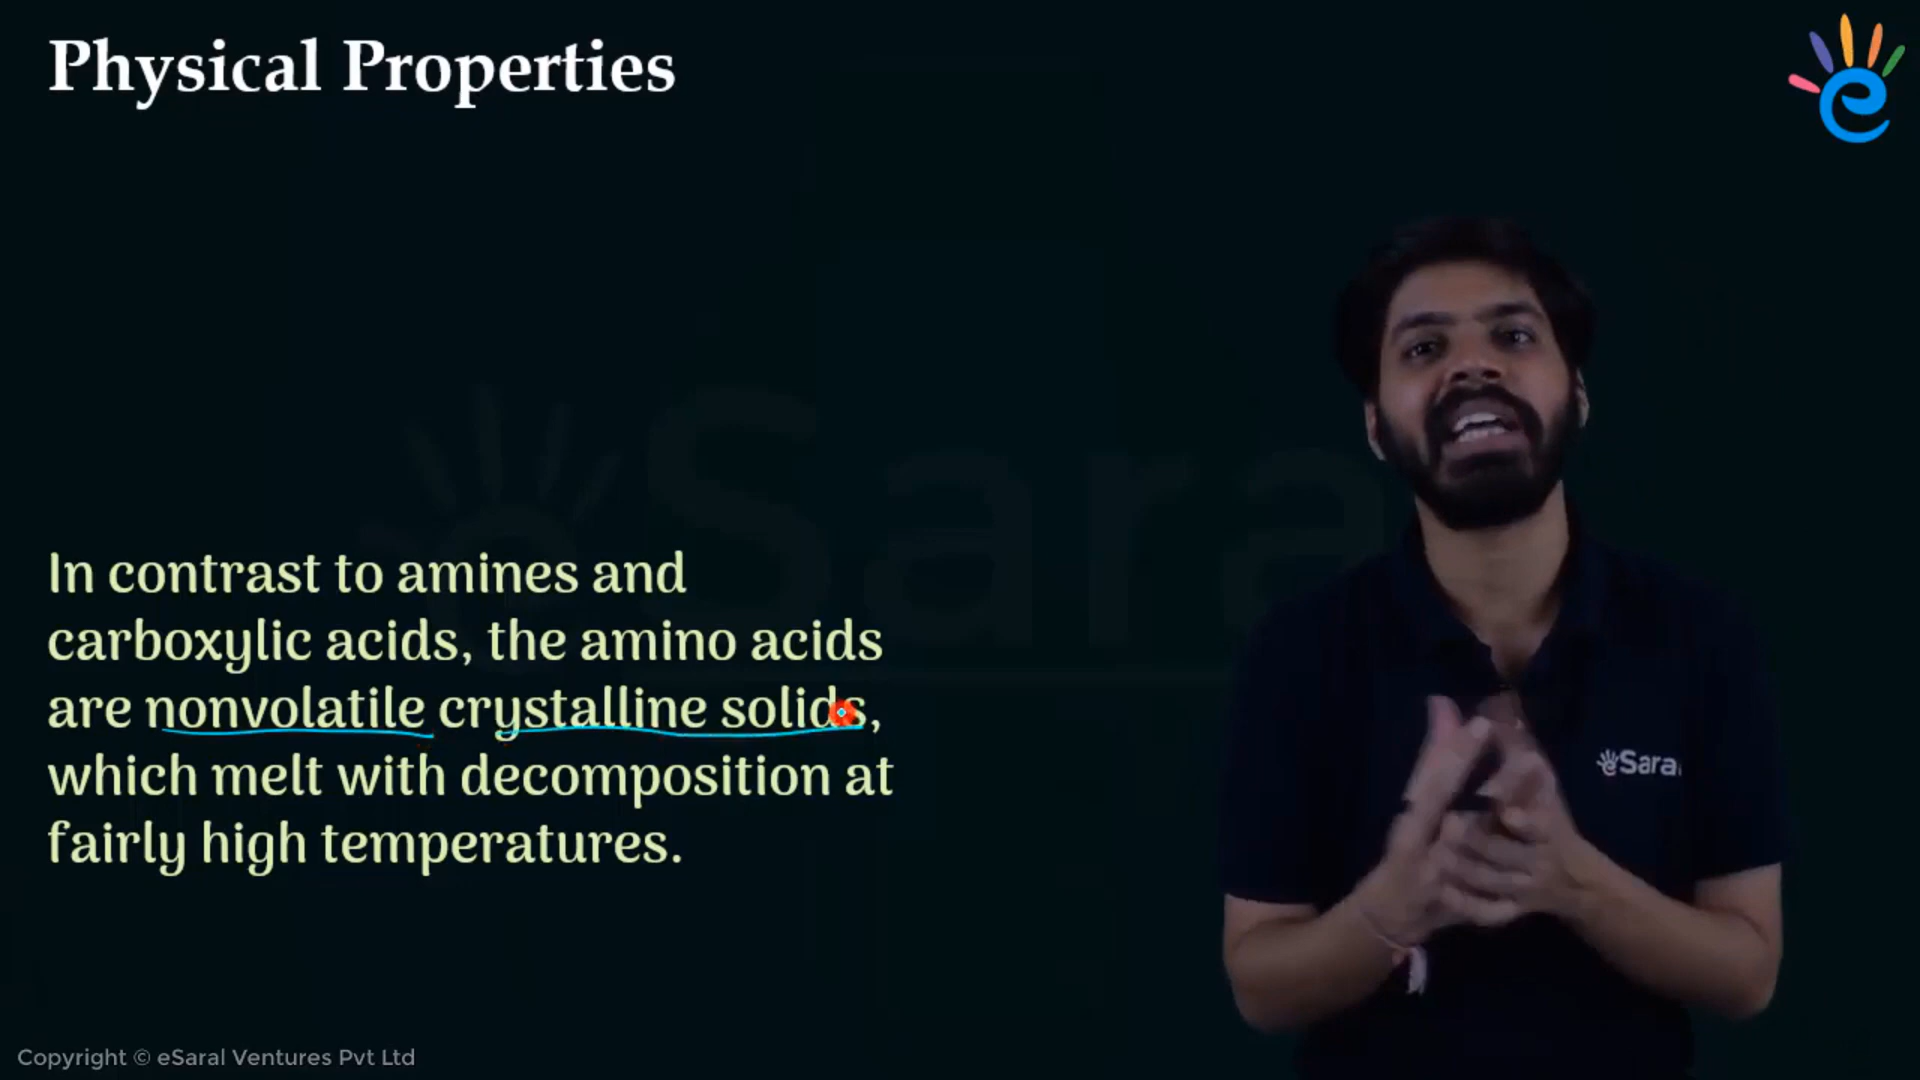 Physical Properties
In contrast to amines and
carboxylic acids, the amino acids
are nonvolatile crystalline solids,
which melt with decomposition at
fairly high temperatures.
eSaral
Copyright © eSaral Ventures Pvt Ltd